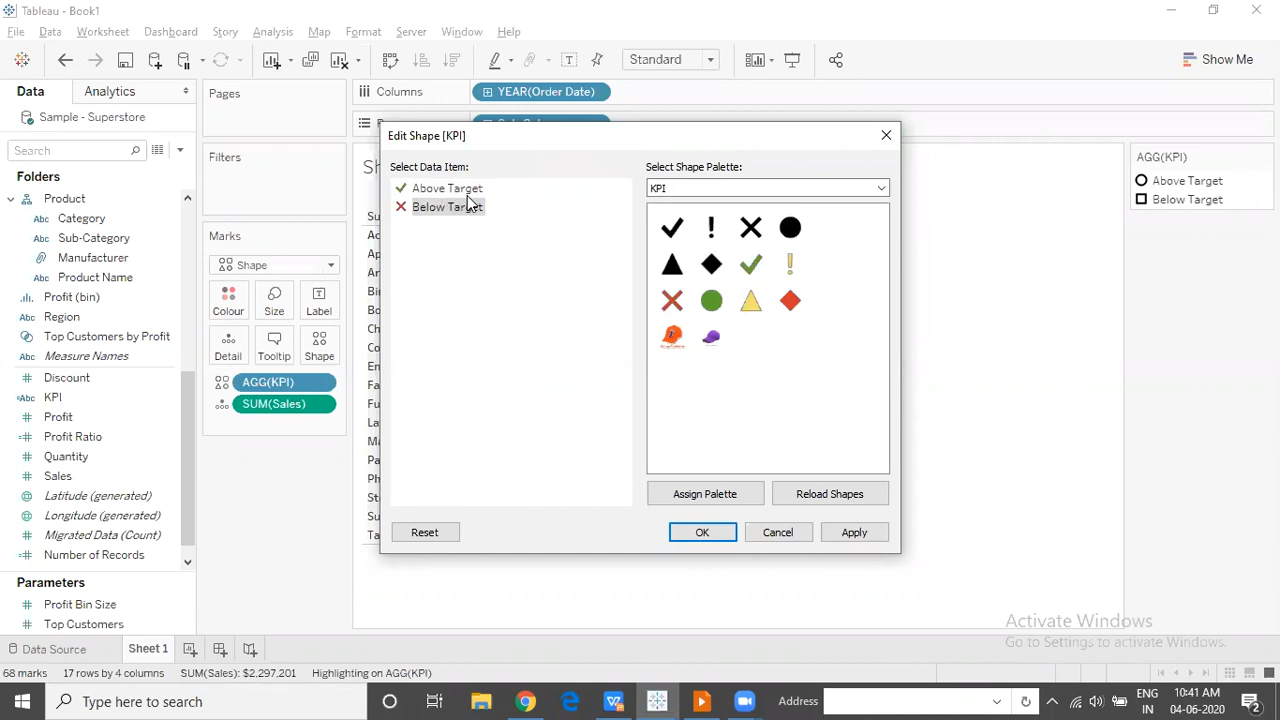 Tableau - Book1
File Data Worksheet Dashboard Story Analysis Map Format Server Window Help
Standard
Show Me
Data Analytics
Sample - Superstore
Search
Folders
Product
Abc Category
Abc Sub-Category
Manufacturer
Abc Product Name
Profit (bin)
Abc Region
Top Customers by Profit
Abc Measure Names
Discount
=Abc KPI
Profit
Profit Ratio
Quantity
Sales
Latitude (generated)
Longitude (generated)
Migrated Data (Count)
Number of Records
Parameters
Profit Bin Size
Top Customers
Pages
Filters
Marks
Shape
Colour Size Label
Detail Tooltip Shape
AGG(KPI)
SUM(Sales)
Columns
YEAR(Order Date)
Edit Shape [KPI]
Select Data Item:
Above Target
Below Target
Select Shape Palette:
KPI
Assign Palette Reload Shapes
Reset OK Cancel Apply
AGG(KPI)
Above Target
Below Target
Activate Windows
Go to Settings to activate Windows.
Data Source Sheet 1
68 marks 17 rows by 4 columns SUM(Sales): $2,297,201 Highlighting on AGG(KPI)
Type here to search
Address
ENG
IN
10:41 AM
04-06-2020
2